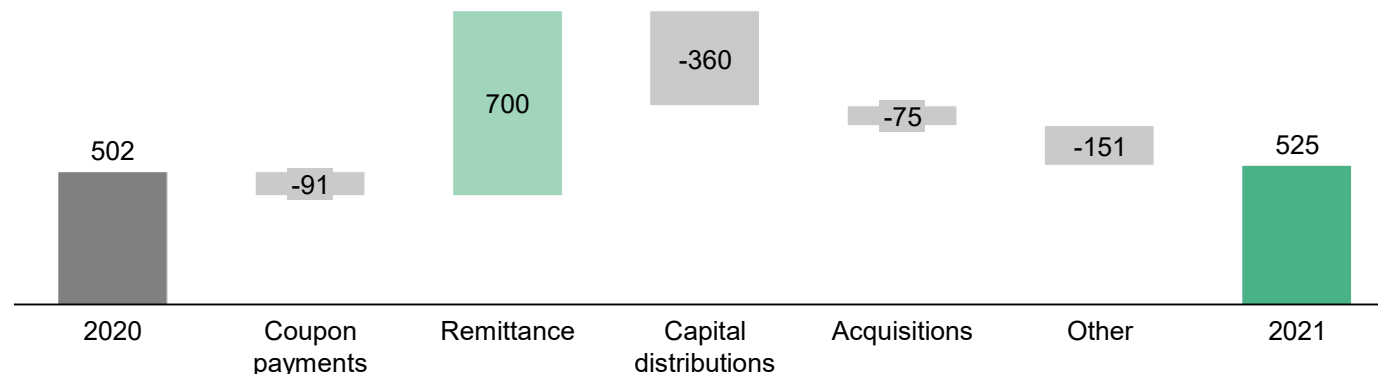 700
-360
-75
-151
502
525
-91
2020
Coupon
payments
Remittance
Capital
distributions
Acquisitions
Other
2021